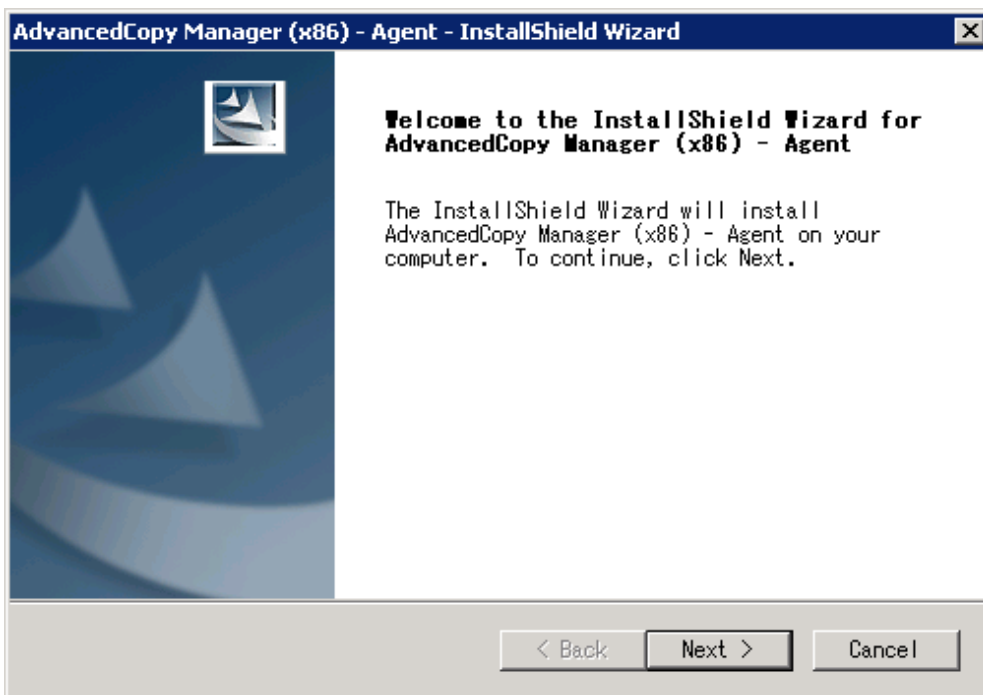 AdvancedCopy Manager (x86) - Agent - InstallShield Wizard
Welcome to the InstallShield Wizard for
AdvancedCopy Manager (x86) - Agent
The InstallShield Wizard will install
AdvancedCopy Manager (x86) - Agent on your
computer.  To continue, click Next.
< Back
Next >
Cancel